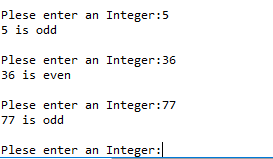 Plese enter an Integer:5
5 is odd
Plese enter an Integer:36
36 is even
Plese enter an Integer:77
77 is odd
Plese enter an Integer: